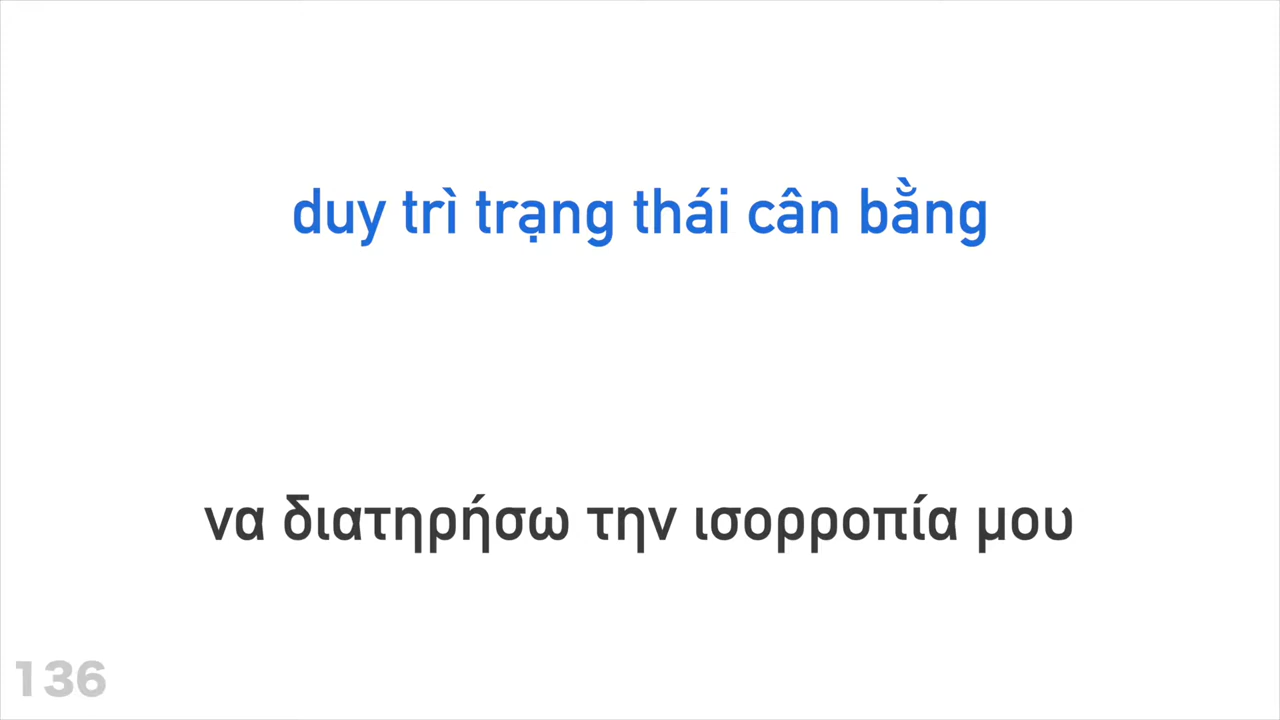 duy trì trạng thái cân bằng
να διατηρήσω την ισορροπία μου
136